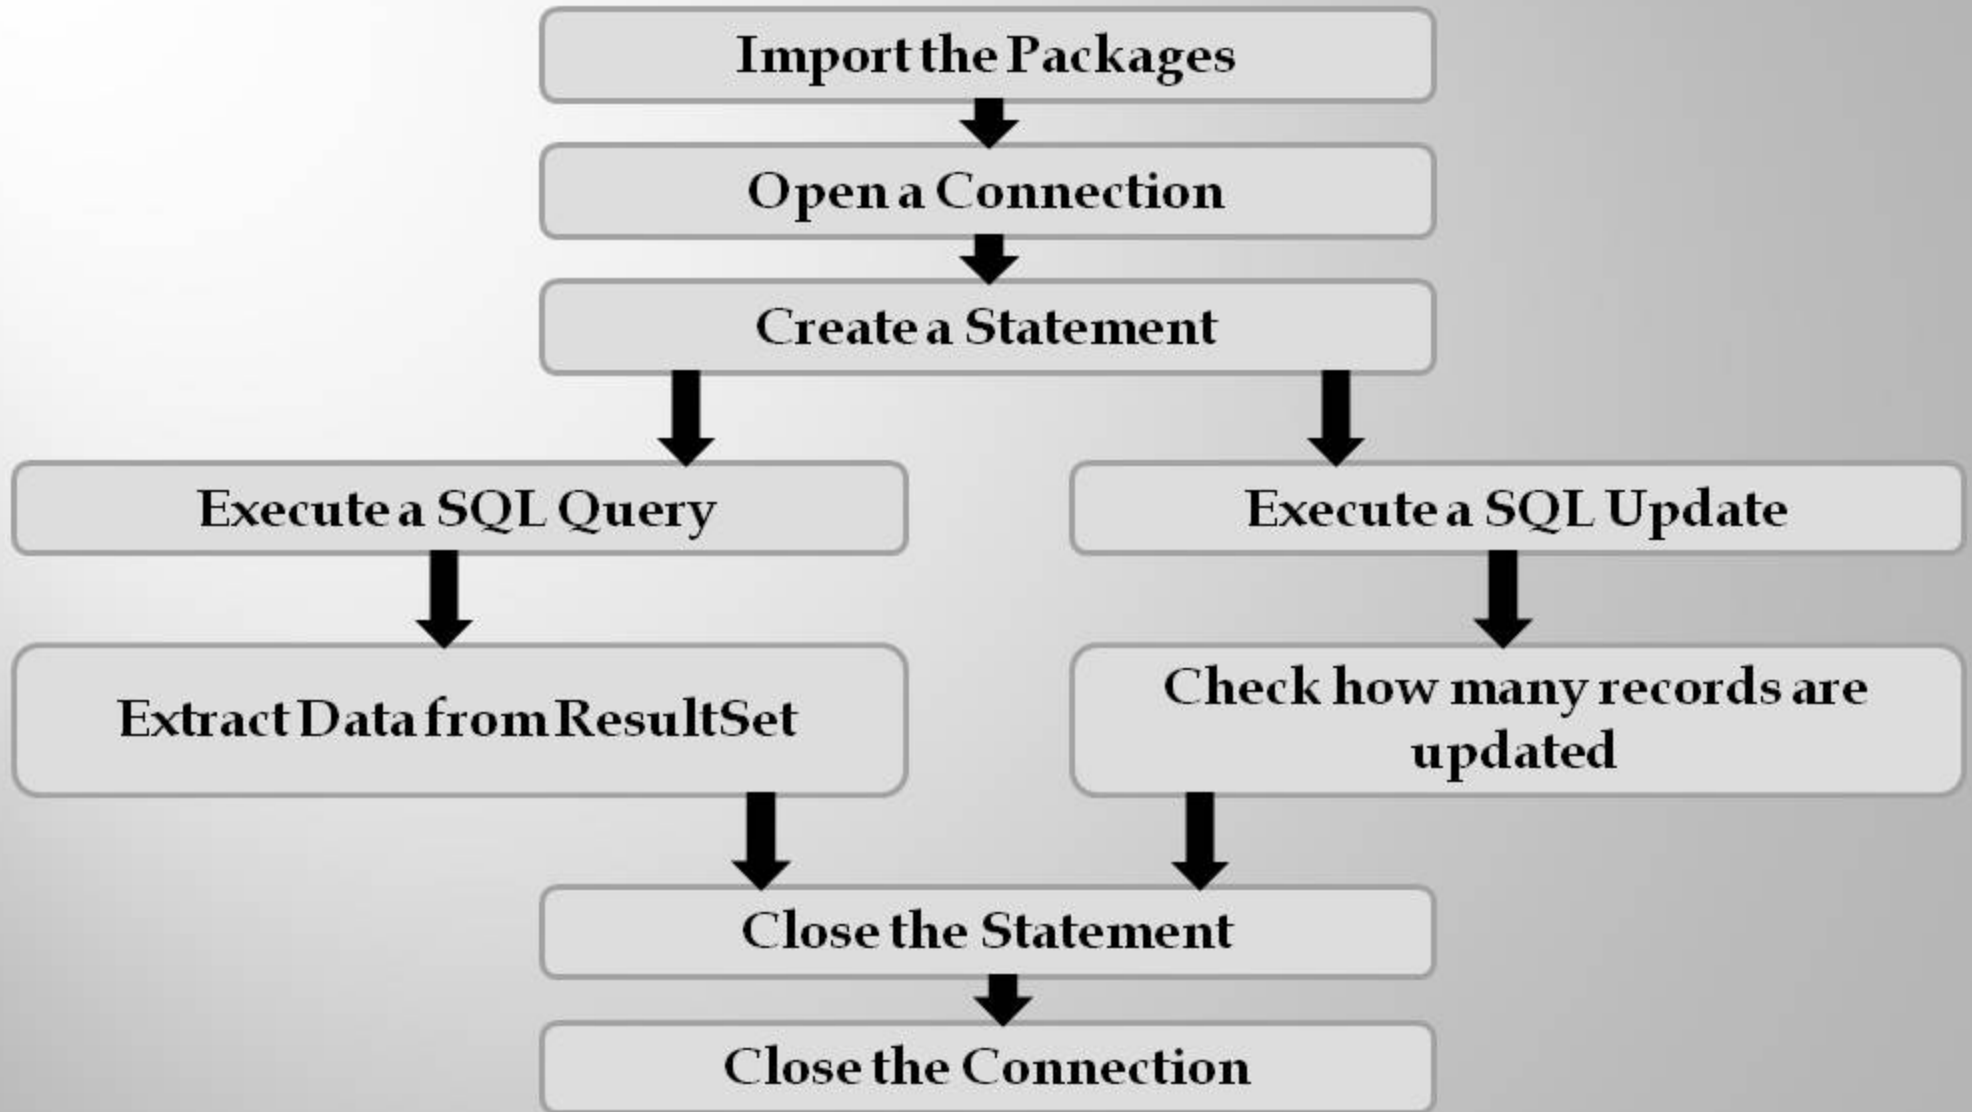 Import the Packages
Open a Connection
Create a Statement
Execute a SQL Query
Execute a SQL Update
Extract Data from ResultSet
Check how many records are
updated
Close the Statement
Close the Connection